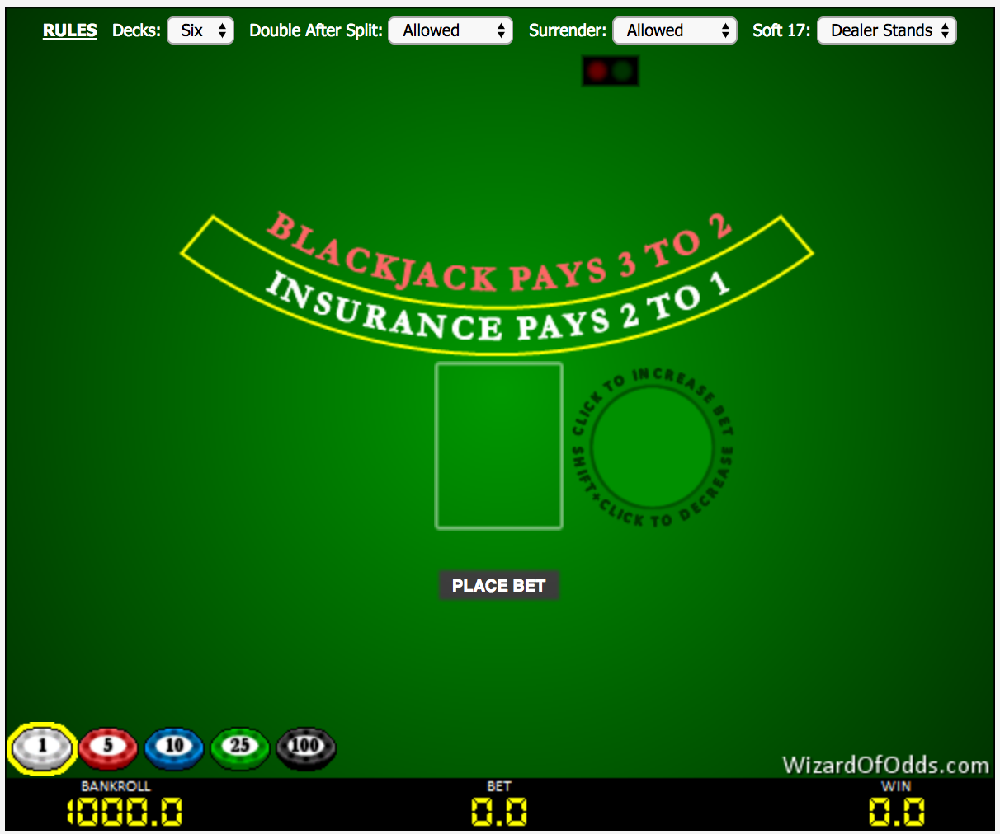 RULES Decks: Six Double After Split: Allowed Surrender: Allowed Soft 17: Dealer Stands
BLACKJACK PAYS 3 TO 2
INSURANCE PAYS 2 TO 1
CLICK TO INCREASE BET
SHIFT+CLICK TO DECREASE
PLACE BET
1 5 10 25 100
WizardOfOdds.com
BANKROLL BET WIN
1000.0 0.0 0.0